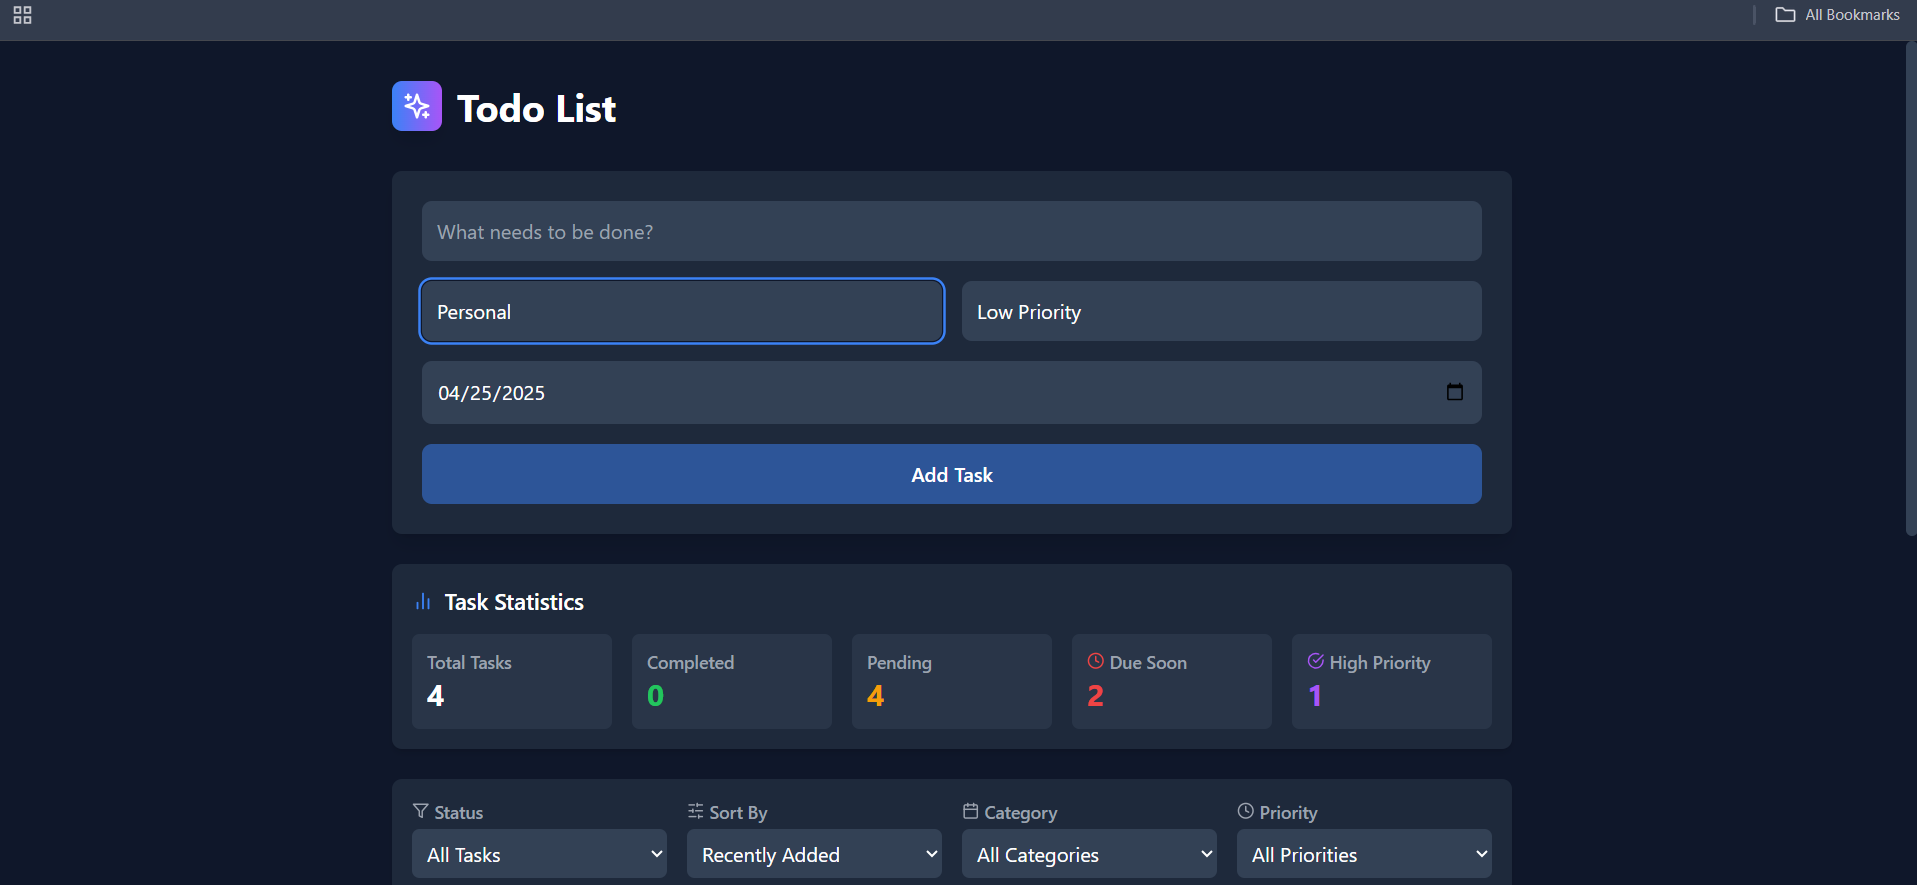 All Bookmarks
Todo List
What needs to be done?
Personal
Low Priority
04/25/2025
Add Task
Task Statistics
Total Tasks
4
Completed
0
Pending
4
Due Soon
2
High Priority
1
Status
All Tasks
Sort By
Recently Added
Category
All Categories
Priority
All Priorities